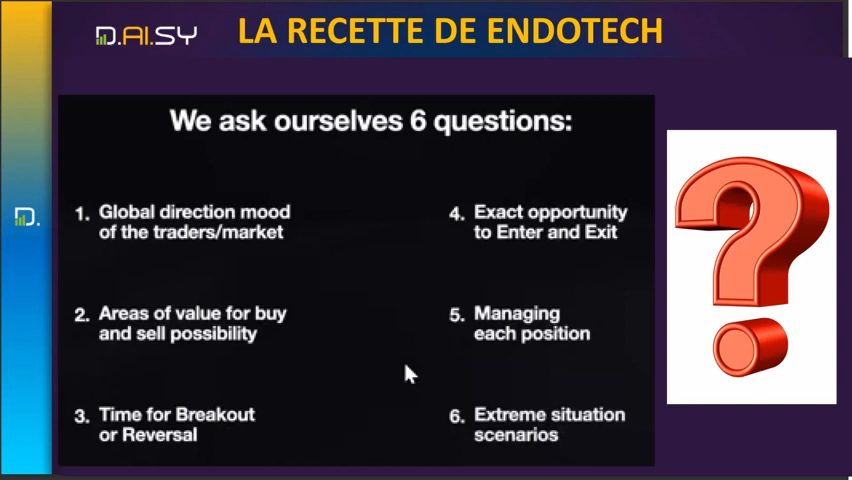 D.AI.SY
LA RECETTE DE ENDOTECH
We ask ourselves 6 questions:
1. Global direction mood
of the traders/market
2. Areas of value for buy
and sell possibility
3. Time for Breakout
or Reversal
4. Exact opportunity
to Enter and Exit
5. Managing
each position
6. Extreme situation
scenarios
D.